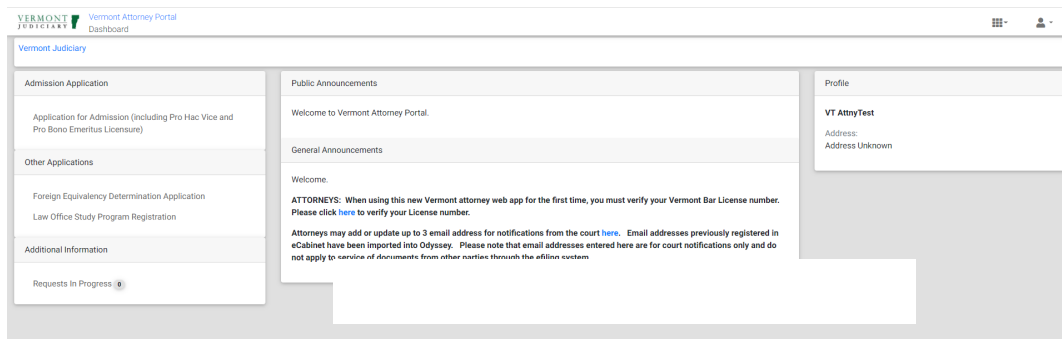 VERMONT
JUDICIARY
Vermont Attorney Portal
Dashboard
Vermont Judiciary
Admission Application
Application for Admission (including Pro Hac Vice and
Pro Bono Emeritus Licensure)
Other Applications
Foreign Equivalency Determination Application
Law Office Study Program Registration
Additional Information
Requests In Progress 0
Public Announcements
Welcome to Vermont Attorney Portal.
General Announcements
Welcome.
ATTORNEYS: When using this new Vermont attorney web app for the first time, you must verify your Vermont Bar License number.
Please click here to verify your License number.
Attorneys may add or update up to 3 email address for notifications from the court here. Email addresses previously registered in
eCabinet have been imported into Odyssey. Please note that email addresses entered here are for court notifications only and do
not apply to service of documents from other parties through the efiling system.
Profile
VT AttnyTest
Address:
Address Unknown